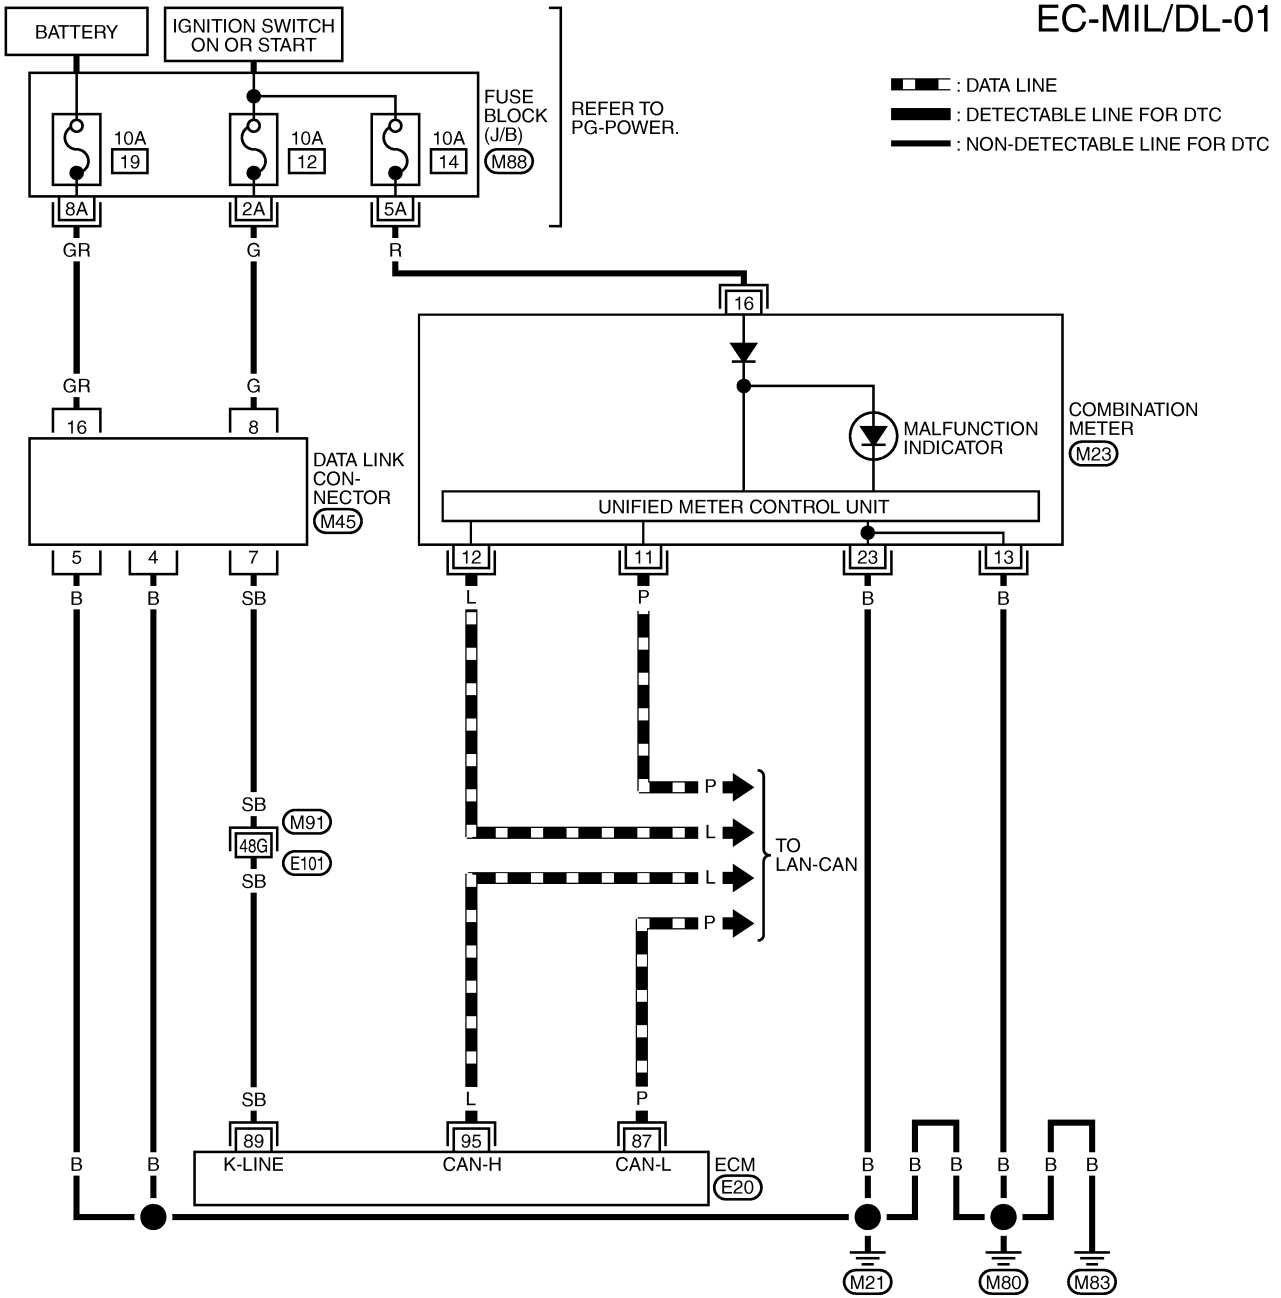 EC-MIL/DL-01
BATTERY
IGNITION SWITCH
ON OR START
: DATA LINE
: DETECTABLE LINE FOR DTC
: NON-DETECTABLE LINE FOR DTC
10A
19
10A
12
10A
14
FUSE
BLOCK
(J/B)
M88
REFER TO
PG-POWER.
8A
2A
5A
GR
G
R
16
GR
G
16
8
DATA LINK
CON-
NECTOR
M45
MALFUNCTION
INDICATOR
COMBINATION
METER
M23
UNIFIED METER CONTROL UNIT
5
4
7
12
11
23
13
B
B
SB
L
P
B
B
SB
M91
48G
E101
SB
P
L
L
P
TO
LAN-CAN
SB
L
P
89
95
87
K-LINE
CAN-H
CAN-L
ECM
E20
B
B
B
B
B
B
B
B
M21
M80
M83